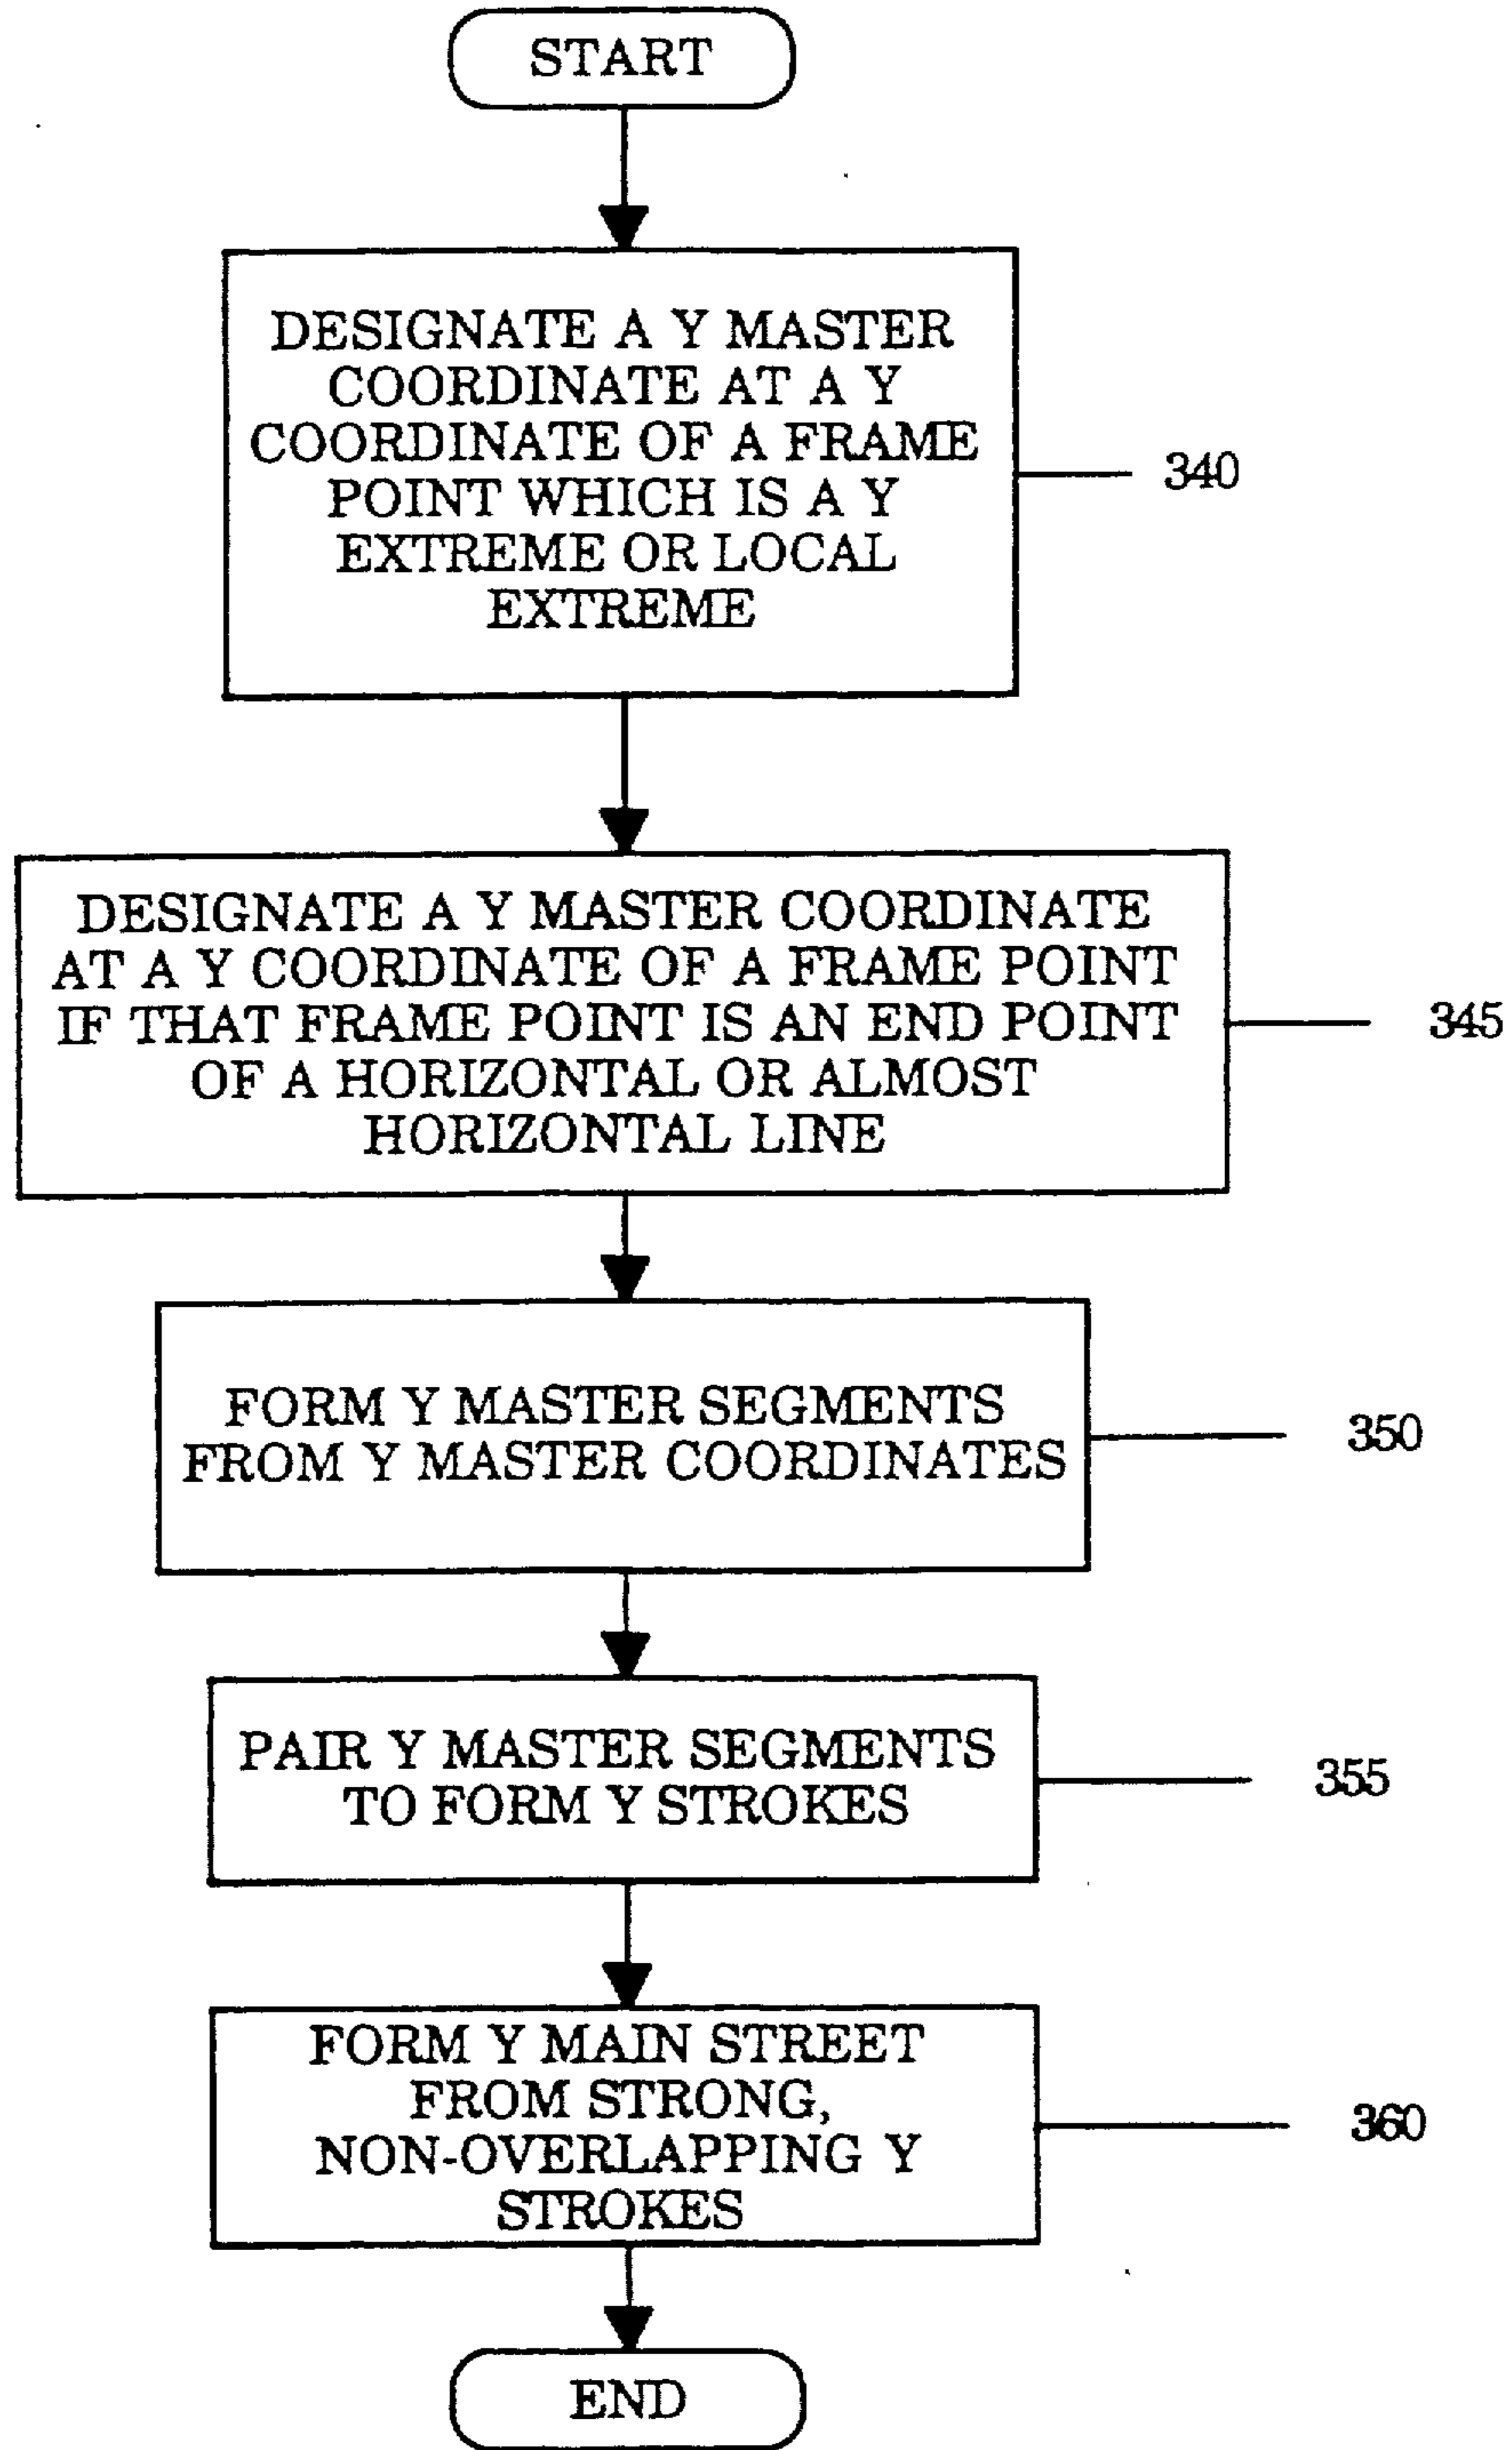 START
DESIGNATE A Y MASTER
COORDINATE AT A Y
COORDINATE OF A FRAME
POINT WHICH IS A Y
EXTREME OR LOCAL
EXTREME
340
DESIGNATE A Y MASTER COORDINATE
AT A Y COORDINATE OF A FRAME POINT
IF THAT FRAME POINT IS AN END POINT
OF A HORIZONTAL OR ALMOST
HORIZONTAL LINE
345
FORM Y MASTER SEGMENTS
FROM Y MASTER COORDINATES
350
PAIR Y MASTER SEGMENTS
TO FORM Y STROKES
355
FORM Y MAIN STREET
FROM STRONG,
NON-OVERLAPPING Y
STROKES
360
END